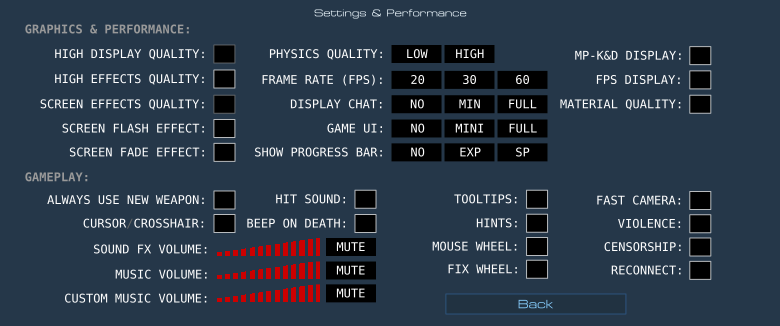 Settings & Performance
GRAPHICS & PERFORMANCE:
HIGH DISPLAY QUALITY: PHYSICS QUALITY: LOW HIGH MP-K&D DISPLAY:
HIGH EFFECTS QUALITY: FRAME RATE (FPS): 20 30 60 FPS DISPLAY:
SCREEN EFFECTS QUALITY: DISPLAY CHAT: NO MIN FULL MATERIAL QUALITY:
SCREEN FLASH EFFECT: GAME UI: NO MINI FULL
SCREEN FADE EFFECT: SHOW PROGRESS BAR: NO EXP SP
GAMEPLAY:
ALWAYS USE NEW WEAPON: HIT SOUND: TOOLTIPS: FAST CAMERA:
CURSOR/CROSSHAIR: BEEP ON DEATH: HINTS: VIOLENCE:
SOUND FX VOLUME: MUTE MOUSE WHEEL: CENSORSHIP:
MUSIC VOLUME: MUTE FIX WHEEL: RECONNECT:
CUSTOM MUSIC VOLUME: MUTE
Back